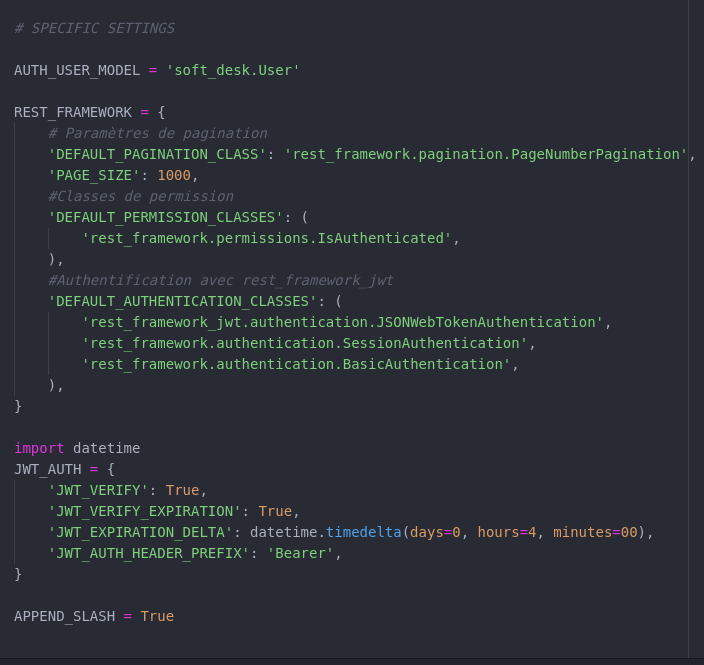 # SPECIFIC SETTINGS
AUTH_USER_MODEL = 'soft_desk.User'
REST_FRAMEWORK = {
# Paramètres de pagination
'DEFAULT_PAGINATION_CLASS': 'rest_framework.pagination.PageNumberPagination',
'PAGE_SIZE': 1000,
#Classes de permission
'DEFAULT_PERMISSION_CLASSES': (
'rest_framework.permissions.IsAuthenticated',
),
#Authentification avec rest_framework_jwt
'DEFAULT_AUTHENTICATION_CLASSES': (
'rest_framework_jwt.authentication.JSONWebTokenAuthentication',
'rest_framework.authentication.SessionAuthentication',
'rest_framework.authentication.BasicAuthentication',
),
}
import datetime
JWT_AUTH = {
'JWT_VERIFY': True,
'JWT_VERIFY_EXPIRATION': True,
'JWT_EXPIRATION_DELTA': datetime.timedelta(days=0, hours=4, minutes=00),
'JWT_AUTH_HEADER_PREFIX': 'Bearer',
}
APPEND_SLASH = True